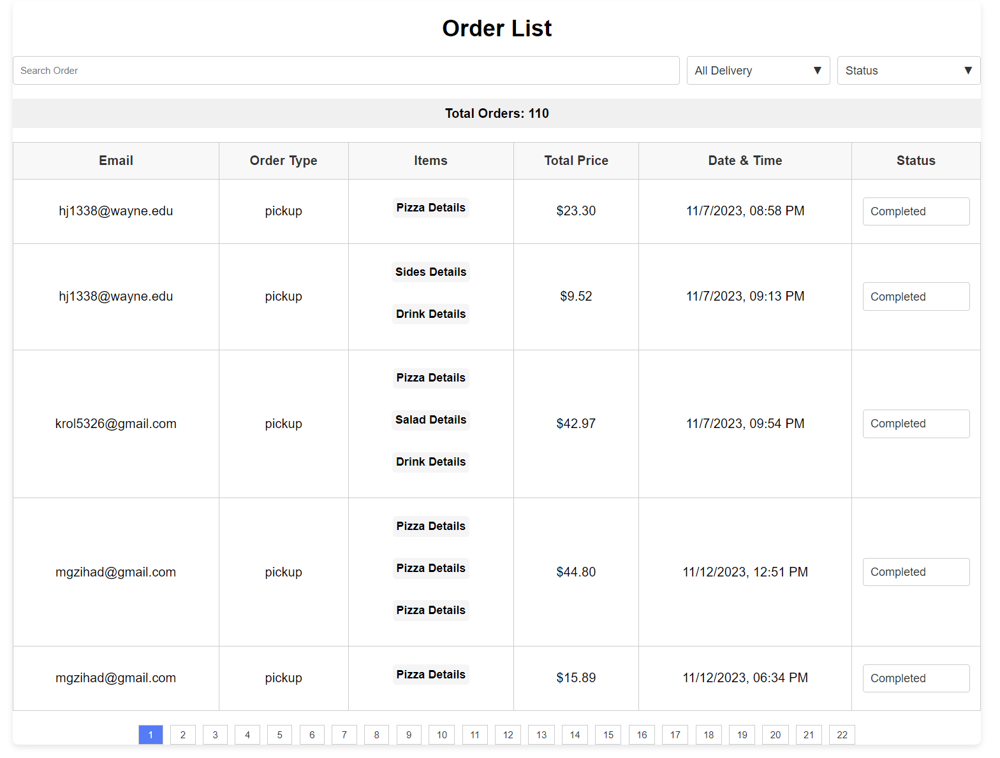 Order List
Search Order
All Delivery ▼
Status ▼
Total Orders: 110
Email Order Type Items Total Price Date & Time Status
hj1338@wayne.edu pickup Pizza Details $23.30 11/7/2023, 08:58 PM Completed
Sides Details
hj1338@wayne.edu pickup $9.52 11/7/2023, 09:13 PM Completed
Drink Details
Pizza Details
krol5326@gmail.com pickup Salad Details $42.97 11/7/2023, 09:54 PM Completed
Drink Details
Pizza Details
mgzihad@gmail.com pickup Pizza Details $44.80 11/12/2023, 12:51 PM Completed
Pizza Details
mgzihad@gmail.com pickup Pizza Details $15.89 11/12/2023, 06:34 PM Completed
1 2 3 4 5 6 7 8 9 10 11 12 13 14 15 16 17 18 19 20 21 22